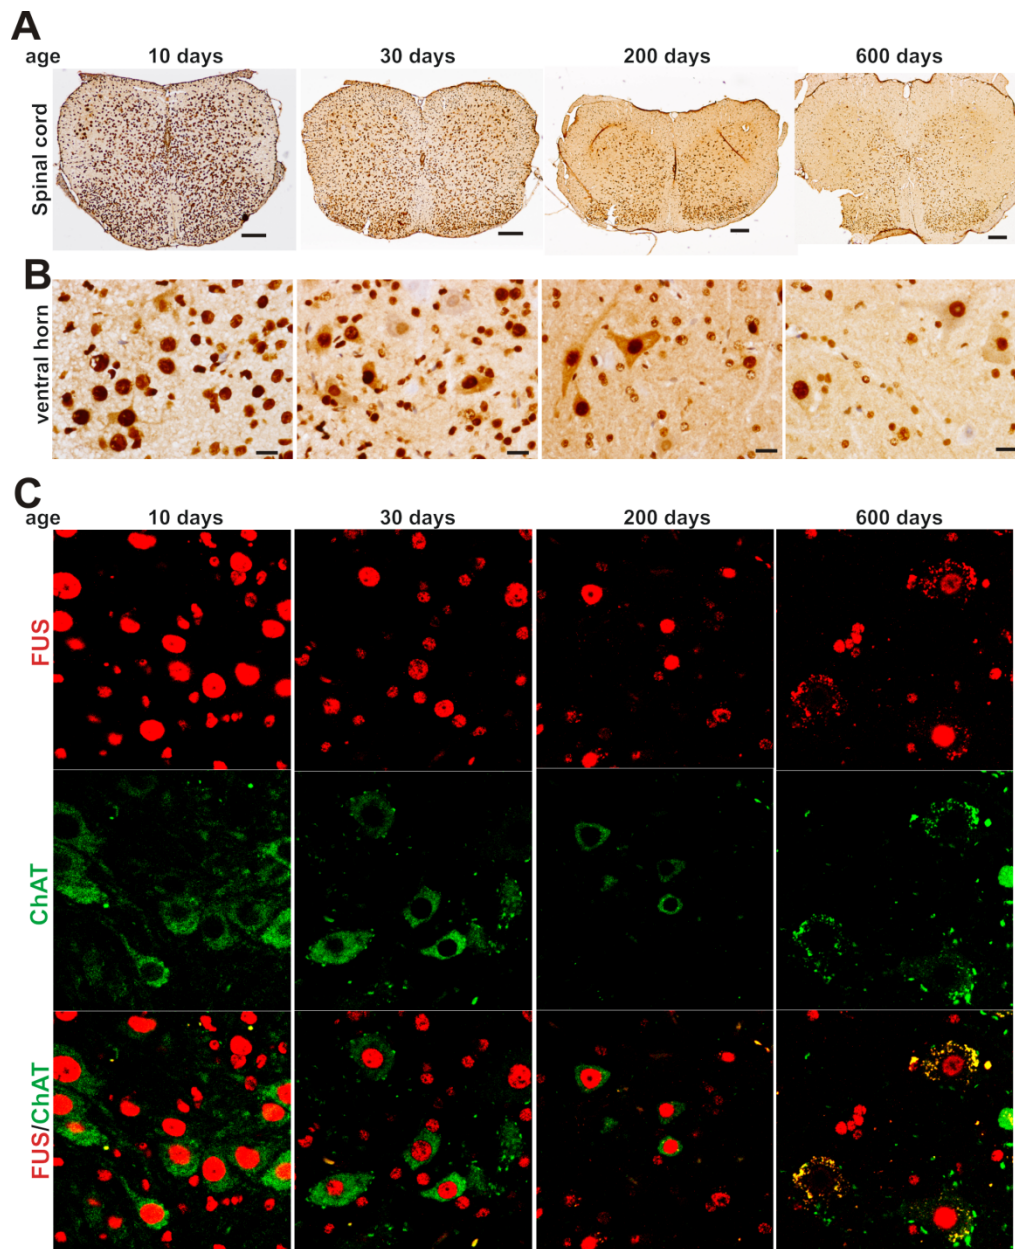 A
age 10 days 30 days 200 days 600 days
Spinal cord
B
ventral horn
C
age 10 days 30 days 200 days 600 days
FUS
ChAT
FUS/ChAT